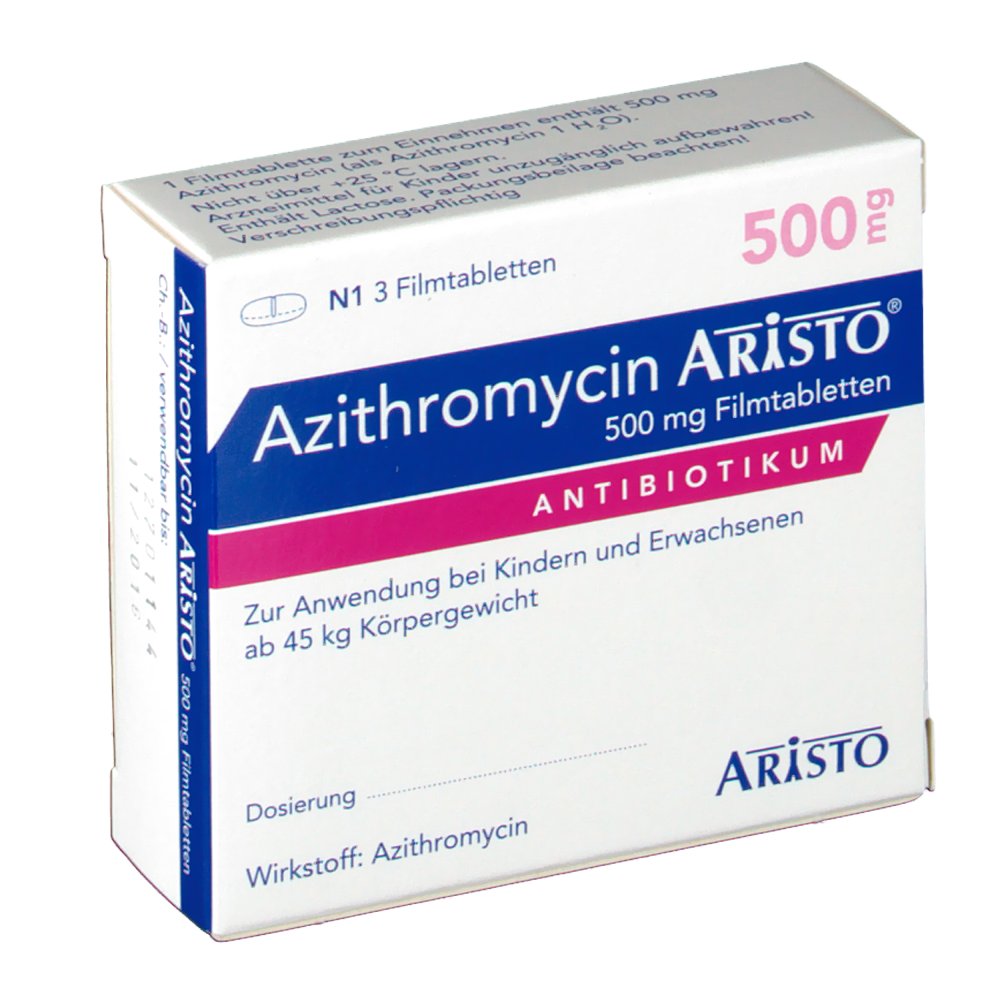 1 Filmtablette zum Einnehmen enthält 500 mg
Azithromycin (als Azithromycin 1 H₂O).
Nicht über +25 °C lagern.
Arzneimittel für Kinder unzugänglich aufbewahren!
Enthält Lactose. Packungsbeilage beachten!
Verschreibungspflichtig
500 mg
N1 3 Filmtabletten
Azithromycin ARISTO®
500 mg Filmtabletten
ANTIBIOTIKUM
Zur Anwendung bei Kindern und Erwachsenen
ab 45 kg Körpergewicht
Dosierung
Wirkstoff: Azithromycin
ARISTO
Azithromycin ARISTO® 500 mg Filmtabletten
Ch.-B.: / verwendbar bis:
11/2016